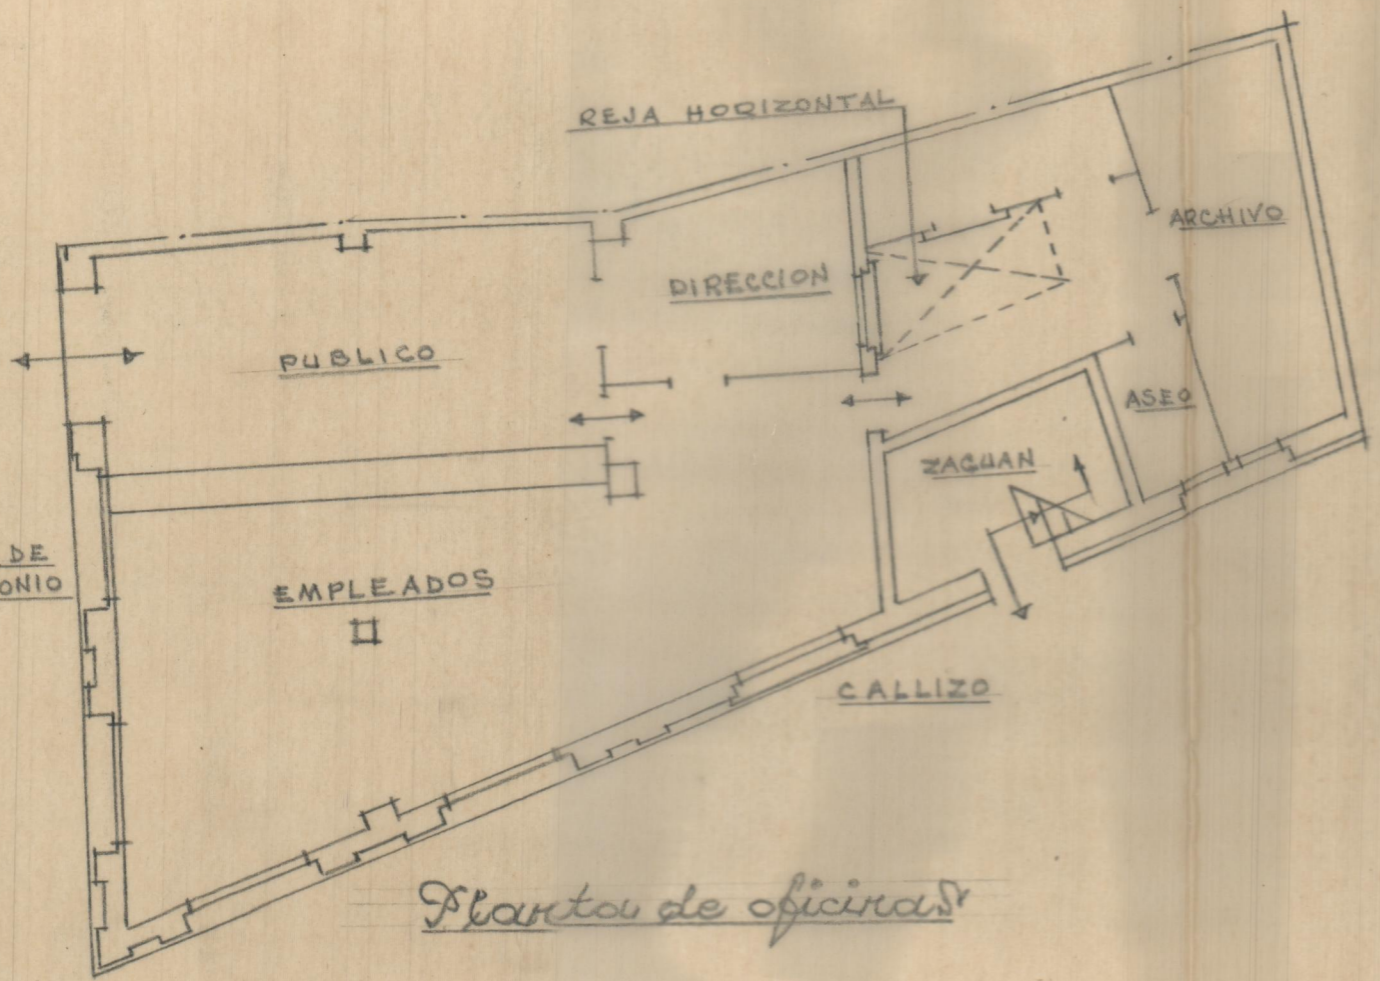 REJA HORIZONTAL
ARCHIVO
DIRECCION
PUBLICO
ASEO
ZAGUAN
DE
ONIO
EMPLEADOS
CALLIZO
Planta de oficinas